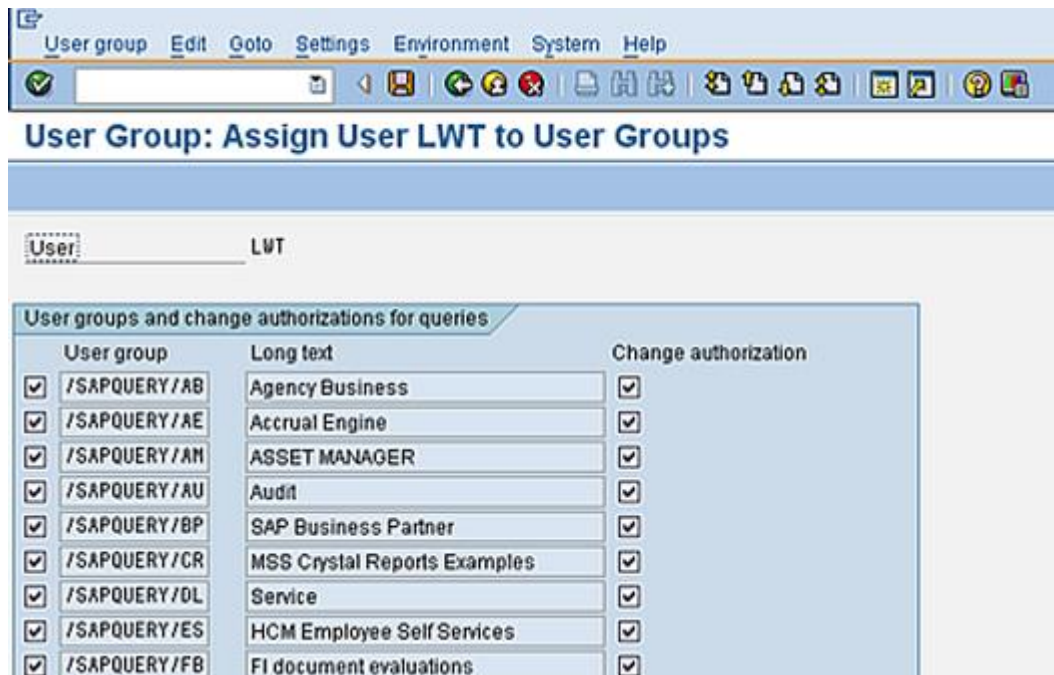 User group Edit Goto Settings Environment System Help
User Group: Assign User LWT to User Groups
User LWT
User groups and change authorizations for queries
User group Long text Change authorization
/SAPQUERY/AB Agency Business
/SAPQUERY/AE Accrual Engine
/SAPQUERY/AM ASSET MANAGER
/SAPQUERY/AU Audit
/SAPQUERY/BP SAP Business Partner
/SAPQUERY/CR MSS Crystal Reports Examples
/SAPQUERY/DL Service
/SAPQUERY/ES HCM Employee Self Services
/SAPQUERY/FB FI document evaluations